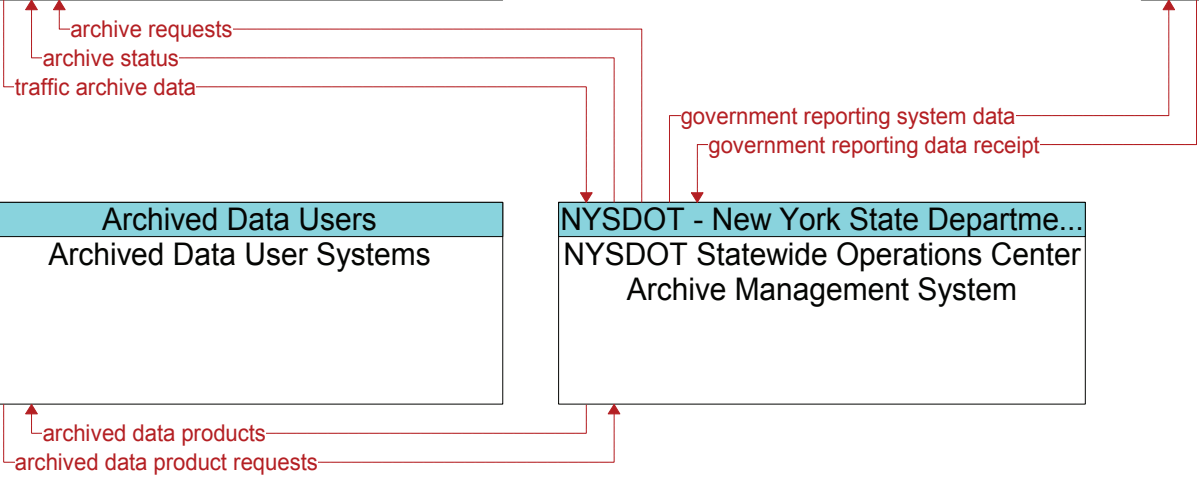 archive requests
archive status
traffic archive data
government reporting system data
government reporting data receipt
Archived Data Users
Archived Data User Systems
NYSDOT - New York State Departme...
NYSDOT Statewide Operations Center
Archive Management System
archived data products
archived data product requests